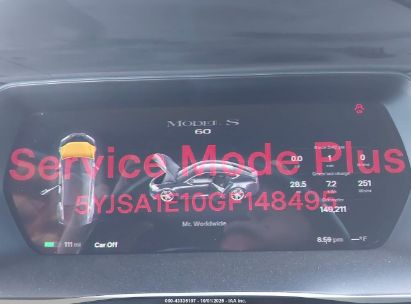 MODEL S
60
Service Mode Plus
0.0
1
0
28.5
7.2
251
5YJSA1E10GF148495
149,211
Mr. Worldwide
111 mi
Car Off
8:59 pm
---°F